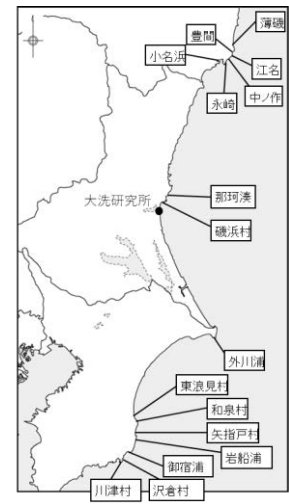 薄磯
豊間
小名浜
江名
中ノ作
永崎
那珂湊
大洗研究所
磯浜村
外川浦
東浪見村
和泉村
矢指戸村
岩船浦
御宿浦
川津村
沢倉村